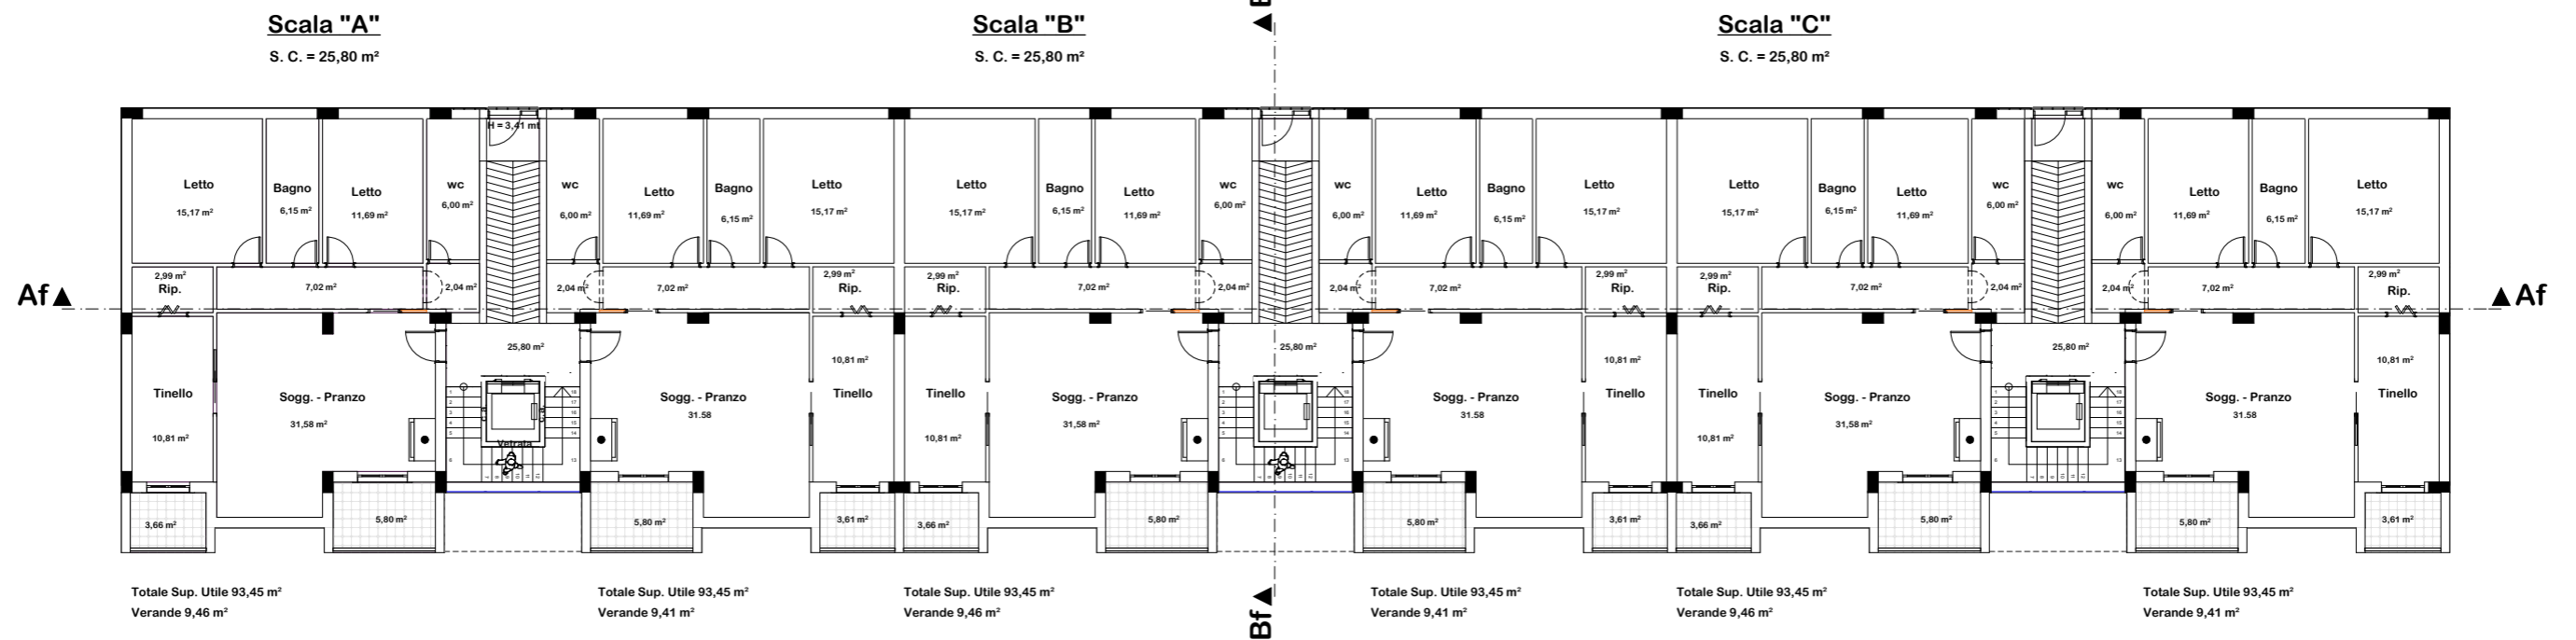 Scala "A"
S. C. = 25,80 m²
Scala "B"
S. C. = 25,80 m²
Scala "C"
S. C. = 25,80 m²
H = 3,41 mt
Letto
15,17 m²
Bagno
6,15 m²
Letto
11,69 m²
wc
6,00 m²
wc
6,00 m²
Letto
11,69 m²
Bagno
6,15 m²
Letto
15,17 m²
Letto
15,17 m²
Bagno
6,15 m²
Letto
11,69 m²
wc
6,00 m²
wc
6,00 m²
Letto
11,69 m²
Bagno
6,15 m²
Letto
15,17 m²
Letto
15,17 m²
Bagno
6,15 m²
Letto
11,69 m²
wc
6,00 m²
wc
6,00 m²
Letto
11,69 m²
Bagno
6,15 m²
Letto
15,17 m²
Af
2,99 m²
Rip.
7,02 m²
2,04 m²
2,04 m²
7,02 m²
2,99 m²
Rip.
2,99 m²
Rip.
7,02 m²
2,04 m²
2,04 m²
7,02 m²
2,99 m²
Rip.
2,99 m²
Rip.
7,02 m²
2,04 m²
2,04 m²
7,02 m²
2,99 m²
Rip.
Af
Tinello
10,81 m²
Sogg. - Pranzo
31,58 m²
25,80 m²
Vetrata
Sogg. - Pranzo
31.58
10,81 m²
Tinello
Tinello
10,81 m²
Sogg. - Pranzo
31,58 m²
25,80 m²
Sogg. - Pranzo
31.58
10,81 m²
Tinello
Tinello
10,81 m²
Sogg. - Pranzo
31,58 m²
25,80 m²
Sogg. - Pranzo
31.58
10,81 m²
Tinello
3,66 m²
5,80 m²
5,80 m²
3,61 m²
3,66 m²
5,80 m²
5,80 m²
3,61 m²
3,66 m²
5,80 m²
5,80 m²
3,61 m²
Totale Sup. Utile 93,45 m²
Verande 9,46 m²
Totale Sup. Utile 93,45 m²
Verande 9,41 m²
Totale Sup. Utile 93,45 m²
Verande 9,46 m²
Bf
Totale Sup. Utile 93,45 m²
Verande 9,41 m²
Totale Sup. Utile 93,45 m²
Verande 9,46 m²
Totale Sup. Utile 93,45 m²
Verande 9,41 m²